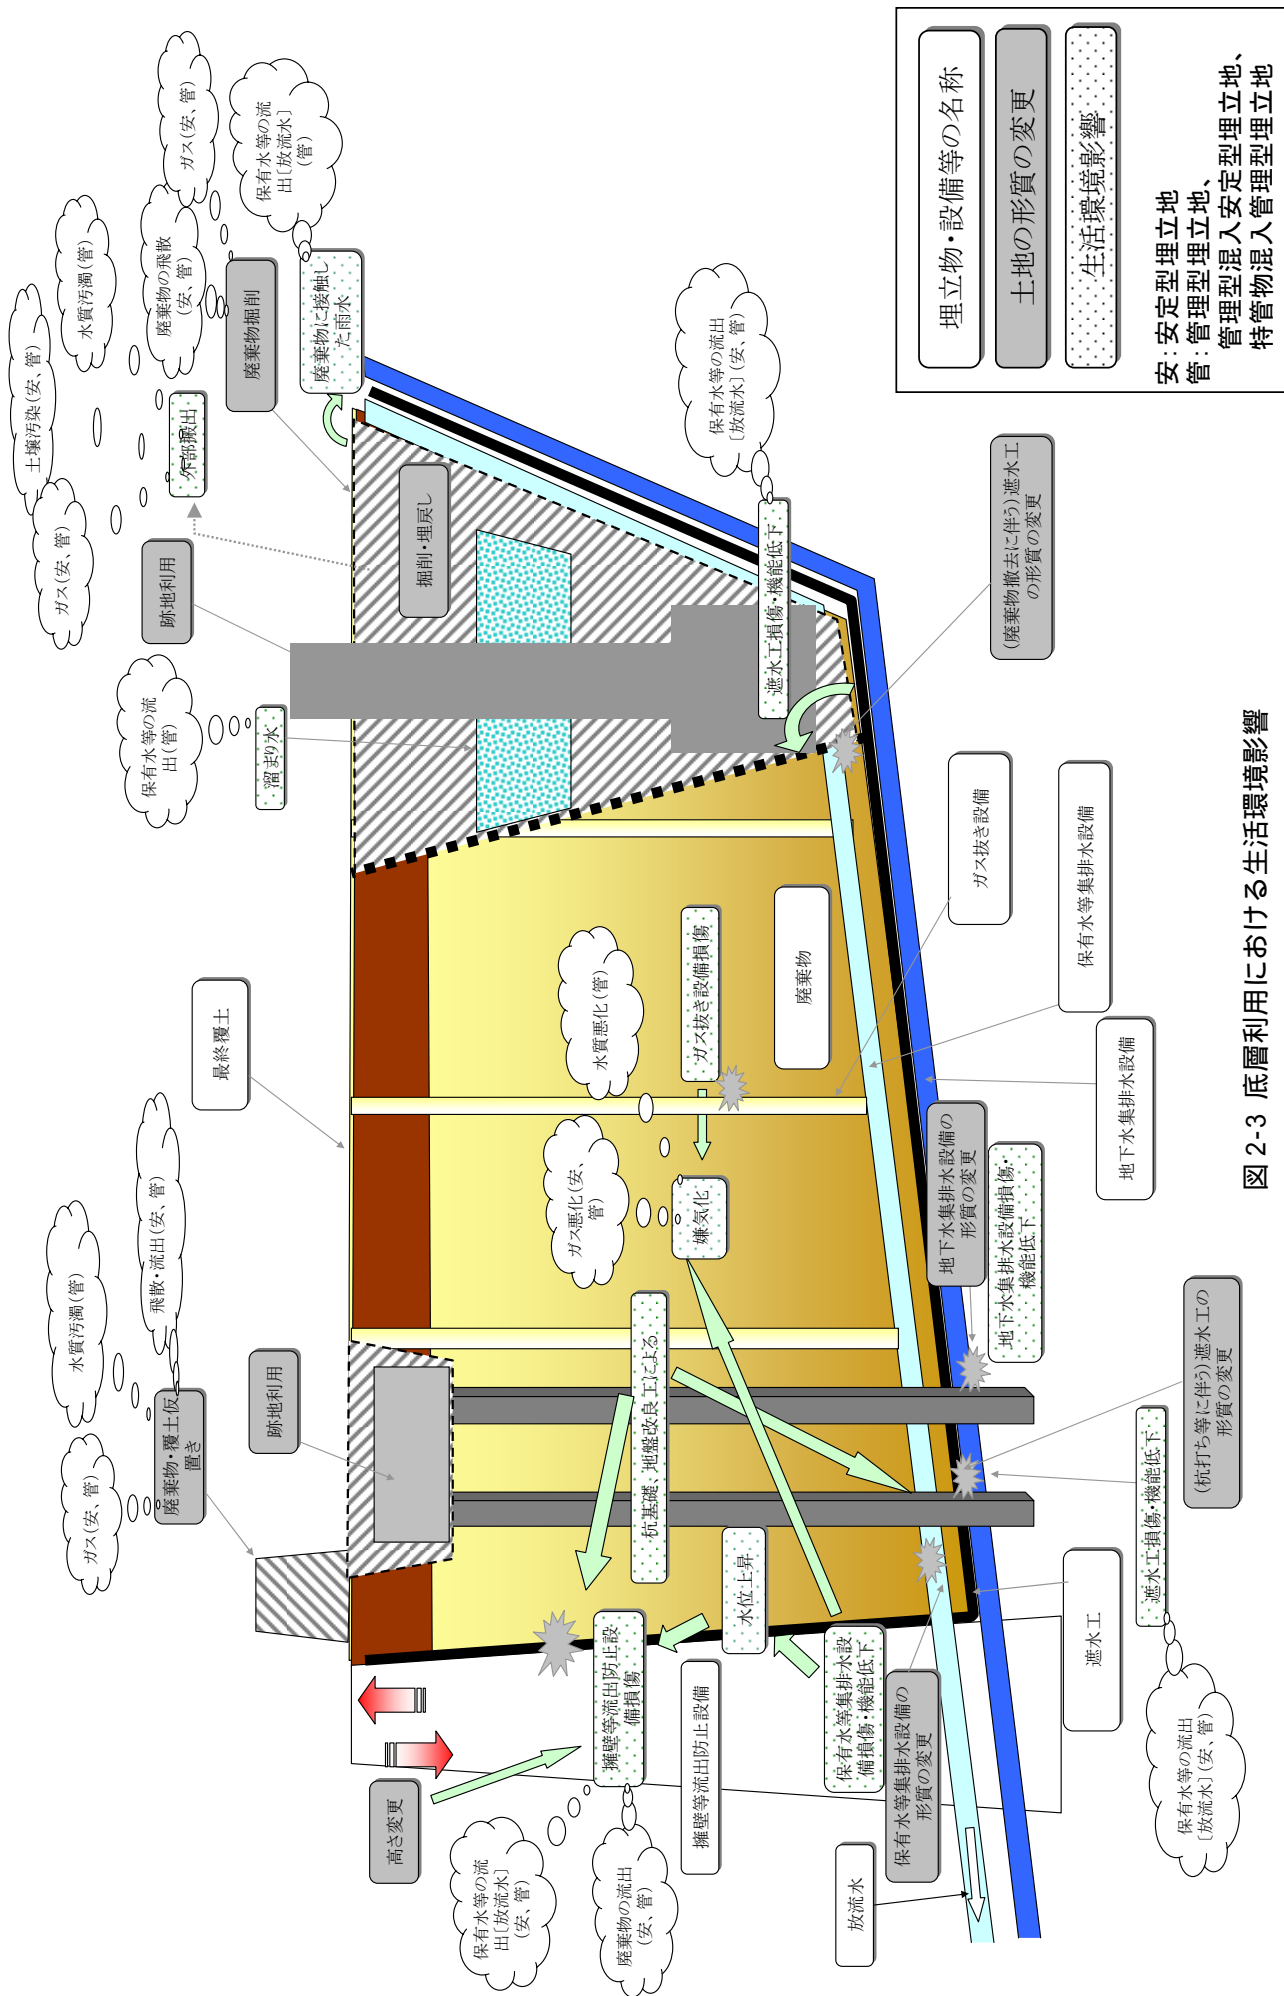 ガス(安、管)
水質汚濁(管)
飛散・流出(安、管)
廃棄物・覆土仮
置き
跡地利用
最終覆土
高さ変更
保有水等の流
出[放流水]
(安、管)
廃棄物の流出
(安、管)
擁壁等流出防止設
備損傷
擁壁等流出防止設備
杭基礎、地盤改良工による
水位上昇
保有水等集排水設
備損傷・機能低下
保有水等集排水設備の
形質の変更
放流水
ガス悪化(安、
管)
水質悪化(管)
嫌気化
ガス抜き設備損傷
廃棄物
保有水等の流
出(管)
溜まり水
跡地利用
ガス(安、管)
土壌汚染(安、管)
水質汚濁(管)
廃棄物の飛散
(安、管)
ガス(安、管)
外部搬出
廃棄物掘削
保有水等の流
出[放流水]
(管)
廃棄物に接触し
た雨水
掘削・埋戻し
保有水等の流出
[放流水](安、管)
遮水工損傷・機能低下
(廃棄物撤去に伴う)遮水工
の形質の変更
ガス抜き設備
保有水等集排水設備
地下水集排水設備
地下水集排水設備の
形質の変更
地下水集排水設備損傷・
機能低下
(杭打ち等に伴う)遮水工の
形質の変更
遮水工損傷・機能低下
遮水工
保有水等の流出
[放流水](安、管)
埋立物・設備等の名称
土地の形質の変更
生活環境影響
安:安定型埋立地
管:管理型埋立地、
管理型混入安定型埋立地、
特管物混入管理型埋立地
図 2-3 底層利用における生活環境影響